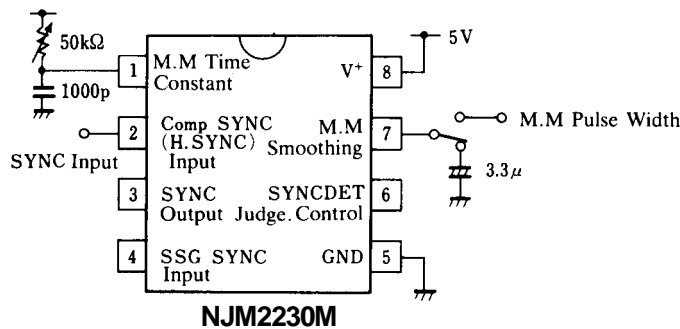 50kΩ
1000p
1
M.M Time
Constant
V⁺
8
5V
2
Comp SYNC
(H.SYNC)
Input
SYNC Input
M.M
Smoothing
7
M.M Pulse Width
3.3μ
3
SYNC
Output
SYNCDET
Judge. Control
6
4
SSG SYNC
Input
GND
5
NJM2230M